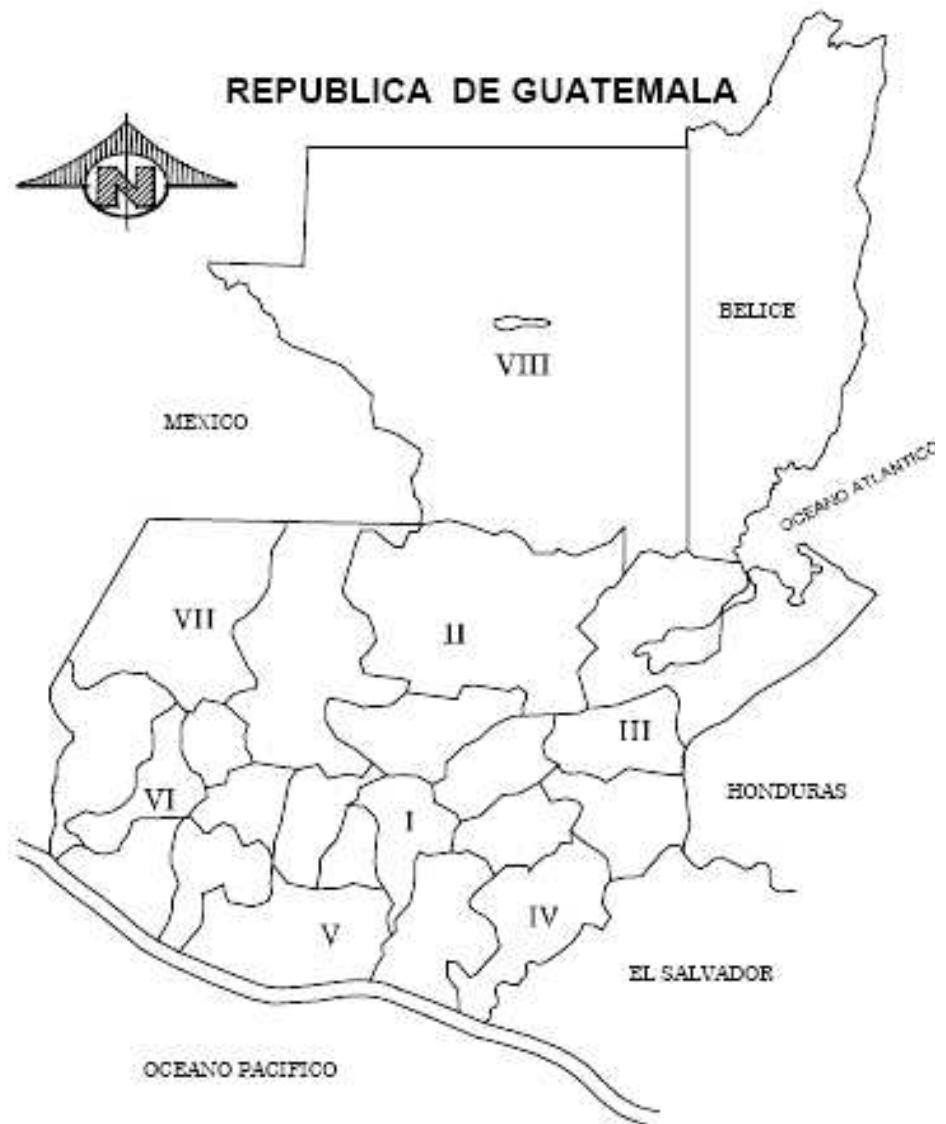 REPUBLICA DE GUATEMALA
N
BELICE
VIII
MEXICO
OCEANO ATLANTICO
VII
II
III
HONDURAS
VI
I
IV
V
EL SALVADOR
OCEANO PACIFICO